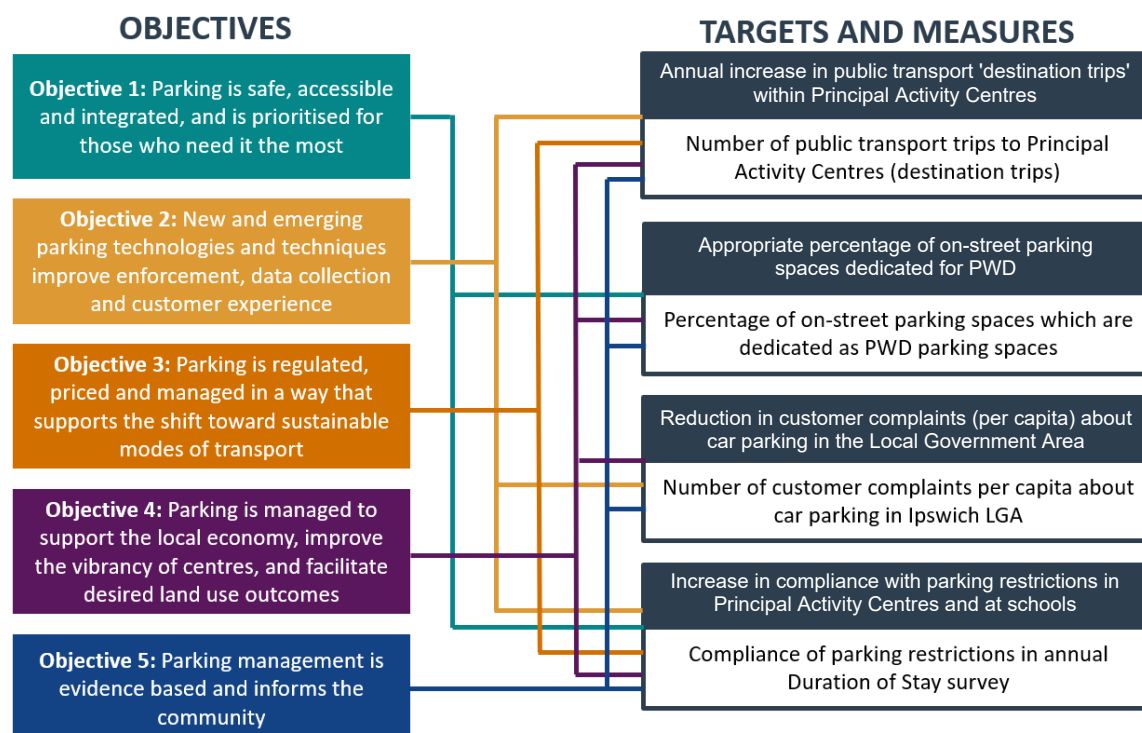 OBJECTIVES
Objective 1: Parking is safe, accessible
and integrated, and is prioritised for
those who need it the most
Objective 2: New and emerging
parking technologies and techniques
improve enforcement, data collection
and customer experience
Objective 3: Parking is regulated,
priced and managed in a way that
supports the shift toward sustainable
modes of transport
Objective 4: Parking is managed to
support the local economy, improve
the vibrancy of centres, and facilitate
desired land use outcomes
Objective 5: Parking management is
evidence based and informs the
community
TARGETS AND MEASURES
Annual increase in public transport 'destination trips'
within Principal Activity Centres
Number of public transport trips to Principal
Activity Centres (destination trips)
Appropriate percentage of on-street parking
spaces dedicated for PWD
Percentage of on-street parking spaces which are
dedicated as PWD parking spaces
Reduction in customer complaints (per capita) about
car parking in the Local Government Area
Number of customer complaints per capita about
car parking in Ipswich LGA
Increase in compliance with parking restrictions in
Principal Activity Centres and at schools
Compliance of parking restrictions in annual
Duration of Stay survey